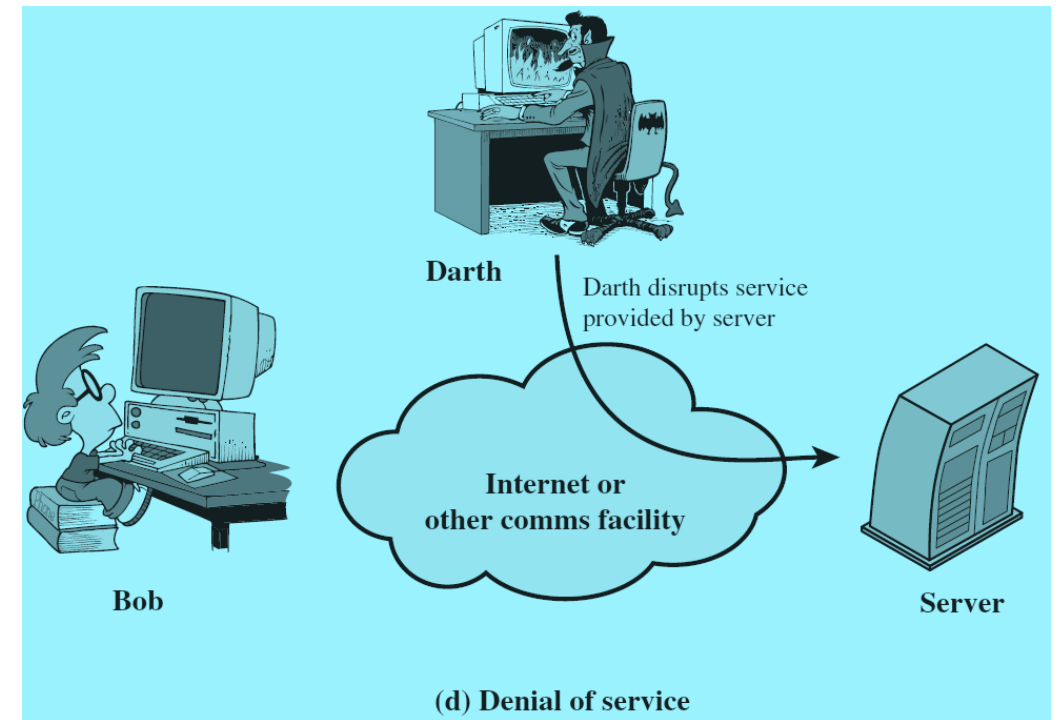 Darth
Darth disrupts service
provided by server
Internet or
other comms facility
Bob
Server
(d) Denial of service